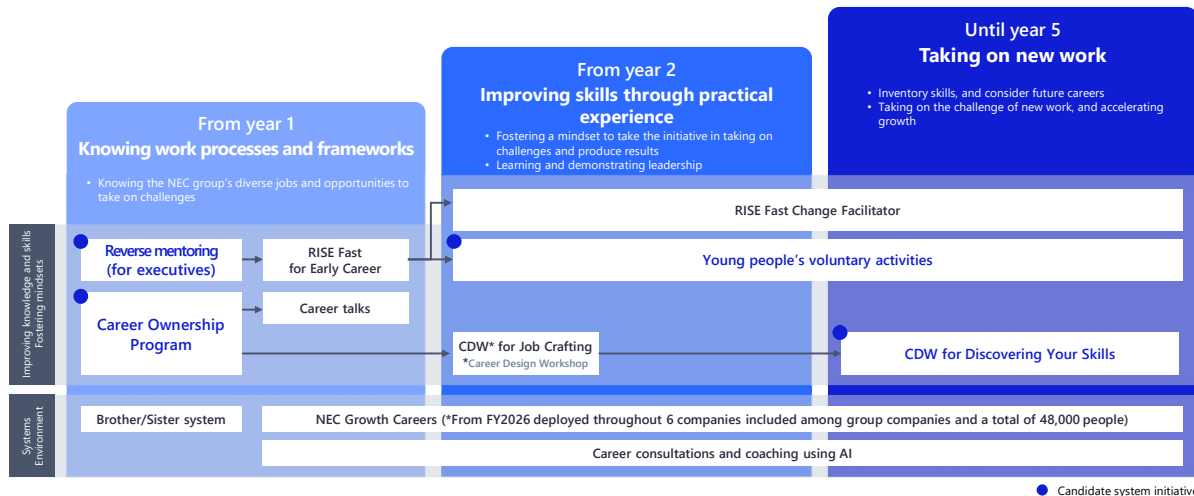 Until year 5
Taking on new work
• Inventory skills, and consider future careers
• Taking on the challenge of new work, and accelerating
growth
From year 2
Improving skills through practical
experience
• Fostering a mindset to take the initiative in taking on
challenges and produce results
• Learning and demonstrating leadership
From year 1
Knowing work processes and frameworks
• Knowing the NEC group's diverse jobs and opportunities to
take on challenges
Improving knowledge and skills
Fostering mindsets
RISE Fast Change Facilitator
Reverse mentoring
(for executives)
RISE Fast
for Early Career
Young people's voluntary activities
Career Ownership
Program
Career talks
CDW* for Job Crafting
*Career Design Workshop
CDW for Discovering Your Skills
Systems
Environment
Brother/Sister system
NEC Growth Careers (*From FY2026 deployed throughout 6 companies included among group companies and a total of 48,000 people)
Career consultations and coaching using AI
Candidate system initiative